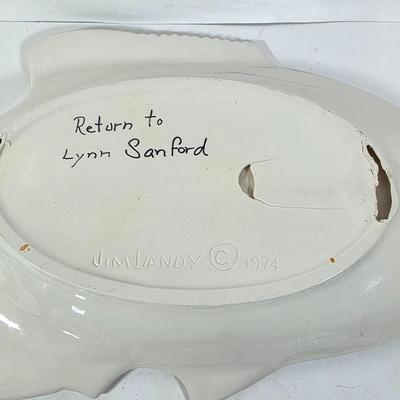 Return to
Lynn Sanford
JIM DANDY © 1974